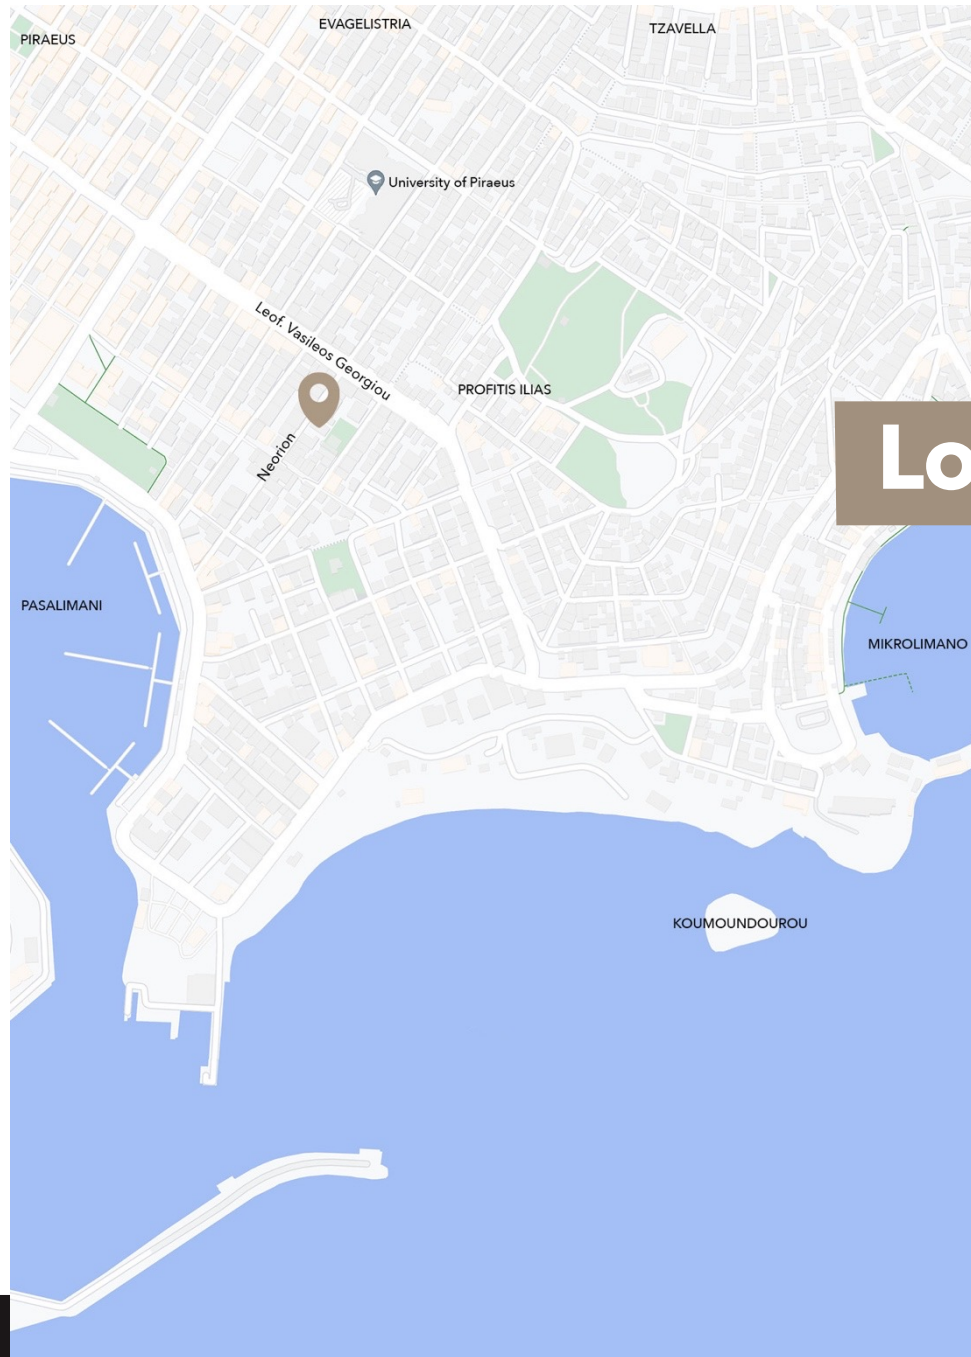 EVAGELISTRIA
TZAVELLA
PIRAEUS
University of Piraeus
Leof. Vasileos Georgiou
PROFITIS ILIAS
Neorion
Lo
PASALIMANI
MIKROLIMANO
KOUMOUNDOUROU